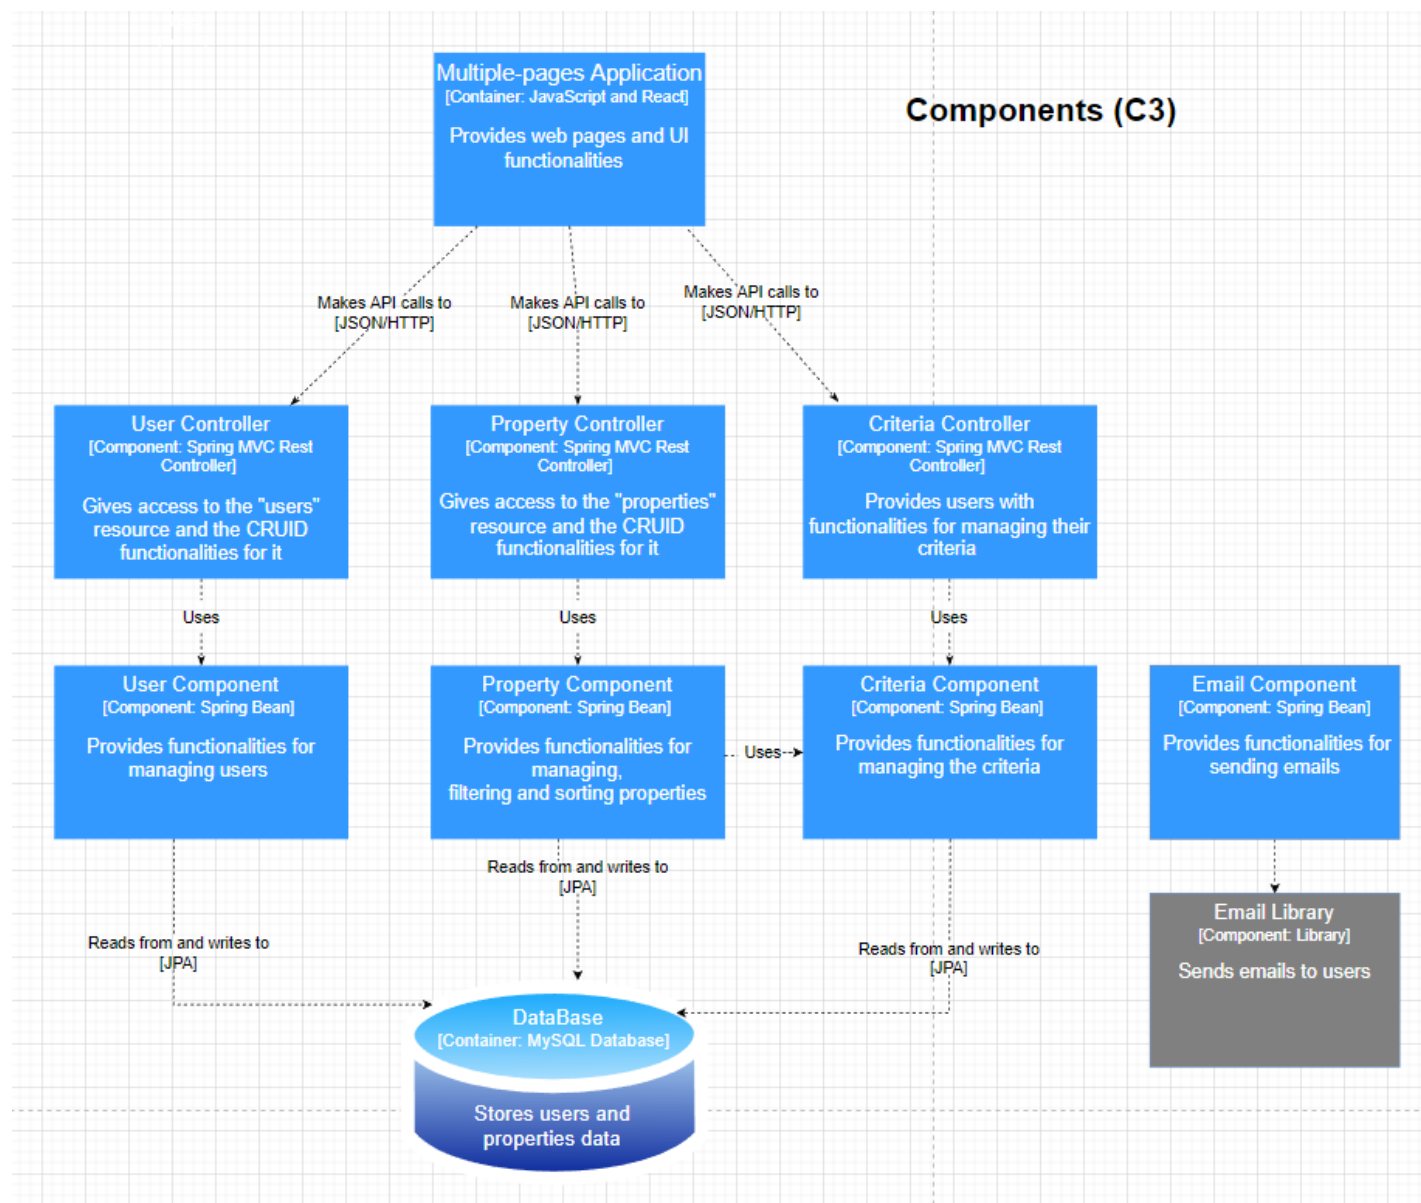 Components (C3)
Multiple-pages Application
[Container: JavaScript and React]
Provides web pages and UI
functionalities
Makes API calls to
[JSON/HTTP]
Makes API calls to
[JSON/HTTP]
Makes API calls to
[JSON/HTTP]
User Controller
[Component: Spring MVC Rest
Controller]
Gives access to the "users"
resource and the CRUID
functionalities for it
Property Controller
[Component: Spring MVC Rest
Controller]
Gives access to the "properties"
resource and the CRUID
functionalities for it
Criteria Controller
[Component: Spring MVC Rest
Controller]
Provides users with
functionalities for managing their
criteria
Uses
Uses
Uses
User Component
[Component: Spring Bean]
Provides functionalities for
managing users
Property Component
[Component: Spring Bean]
Provides functionalities for
managing,
filtering and sorting properties
Uses
Criteria Component
[Component: Spring Bean]
Provides functionalities for
managing the criteria
Email Component
[Component: Spring Bean]
Provides functionalities for
sending emails
Reads from and writes to
[JPA]
Reads from and writes to
[JPA]
Reads from and writes to
[JPA]
Email Library
[Component: Library]
Sends emails to users
DataBase
[Container: MySQL Database]
Stores users and
properties data